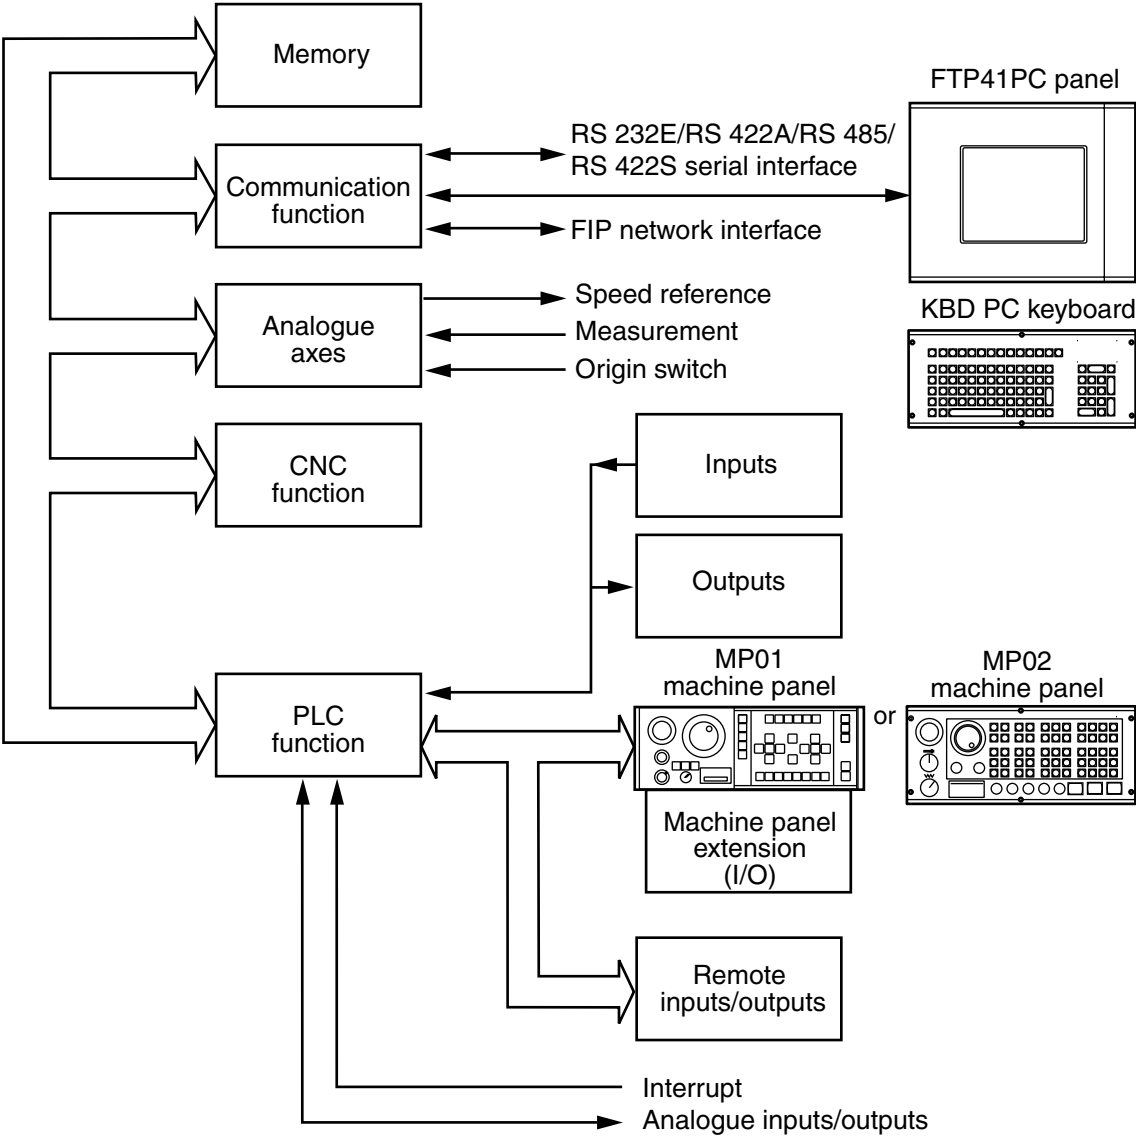 Memory
FTP41PC panel
RS 232E/RS 422A/RS 485/
RS 422S serial interface
Communication
function
FIP network interface
Speed reference
KBD PC keyboard
Analogue
axes
Measurement
Origin switch
CNC
function
Inputs
Outputs
MP01
machine panel
or
MP02
machine panel
PLC
function
Machine panel
extension
(I/O)
Remote
inputs/outputs
Interrupt
Analogue inputs/outputs